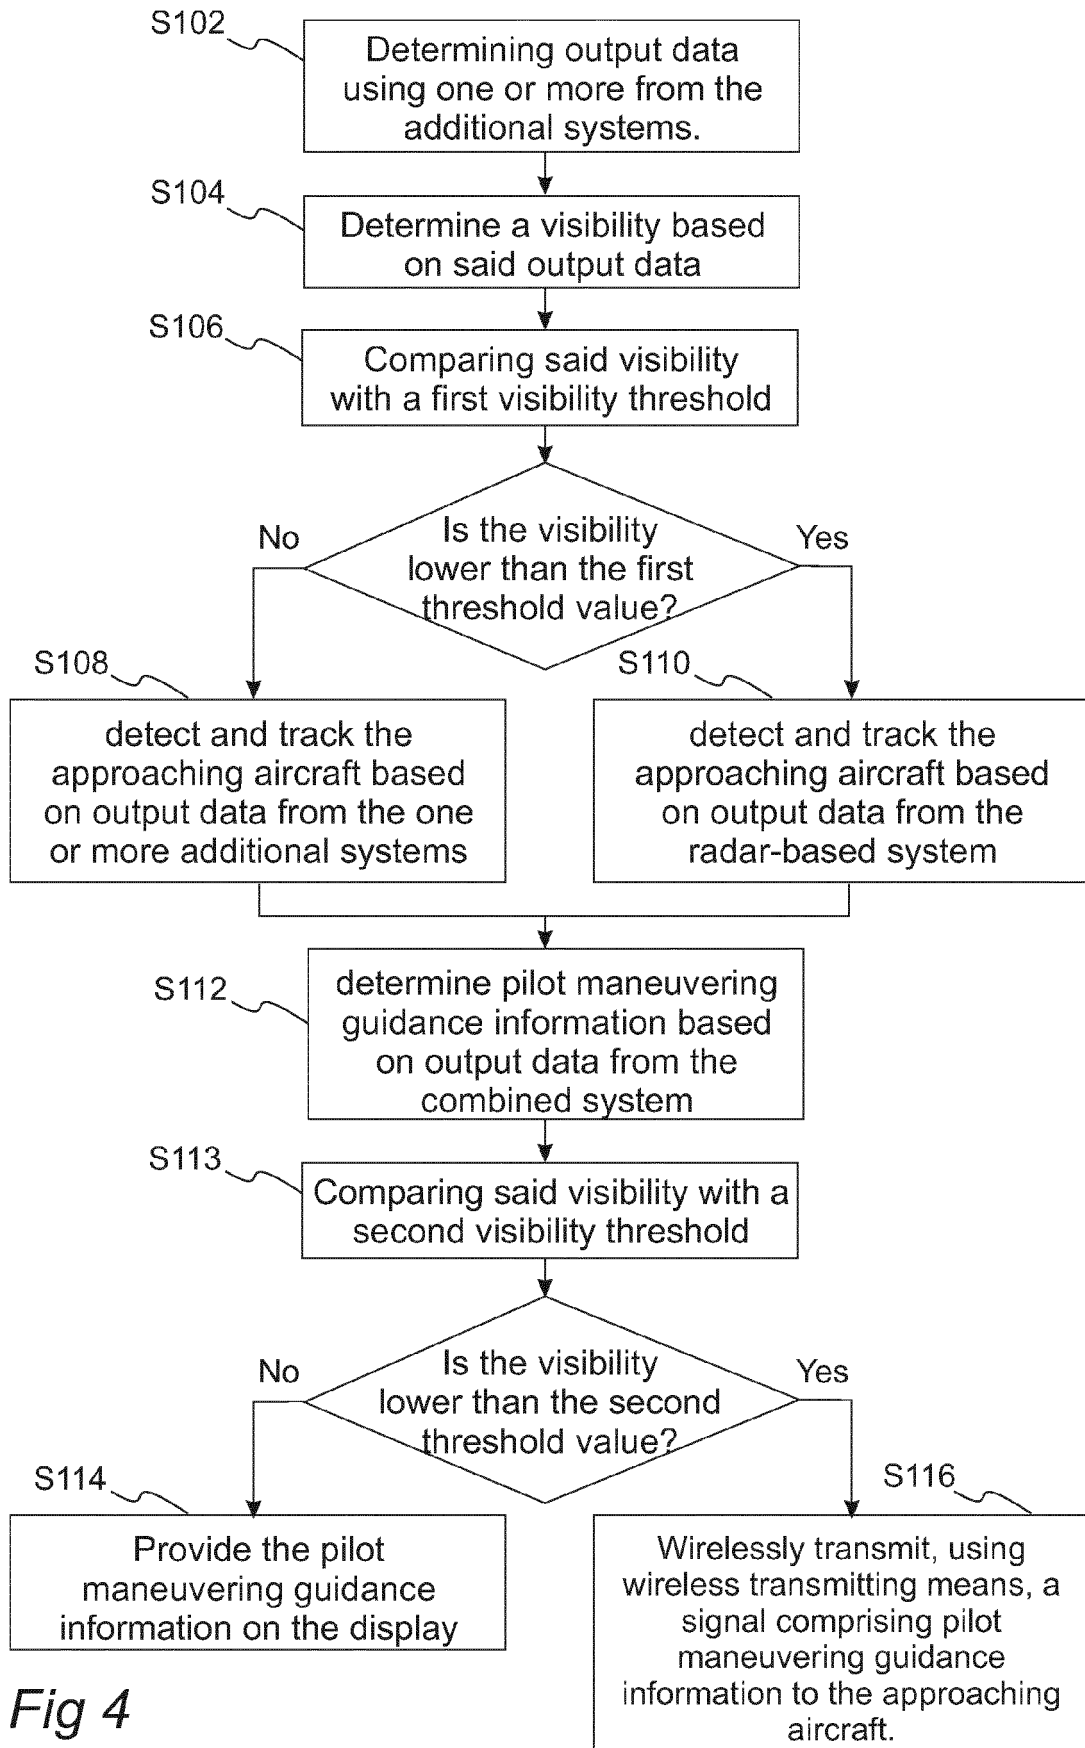 S102
Determining output data
using one or more from the
additional systems.
S104
Determine a visibility based
on said output data
S106
Comparing said visibility
with a first visibility threshold
No
Is the visibility
lower than the first
threshold value?
Yes
S108
detect and track the
approaching aircraft based
on output data from the one
or more additional systems
S110
detect and track the
approaching aircraft based
on output data from the
radar-based system
S112
determine pilot maneuvering
guidance information based
on output data from the
combined system
S113
Comparing said visibility with a
second visibility threshold
No
Is the visibility
lower than the second
threshold value?
Yes
S114
Provide the pilot
maneuvering guidance
information on the display
S116
Wirelessly transmit, using
wireless transmitting means, a
signal comprising pilot
maneuvering guidance
information to the approaching
aircraft.
Fig 4